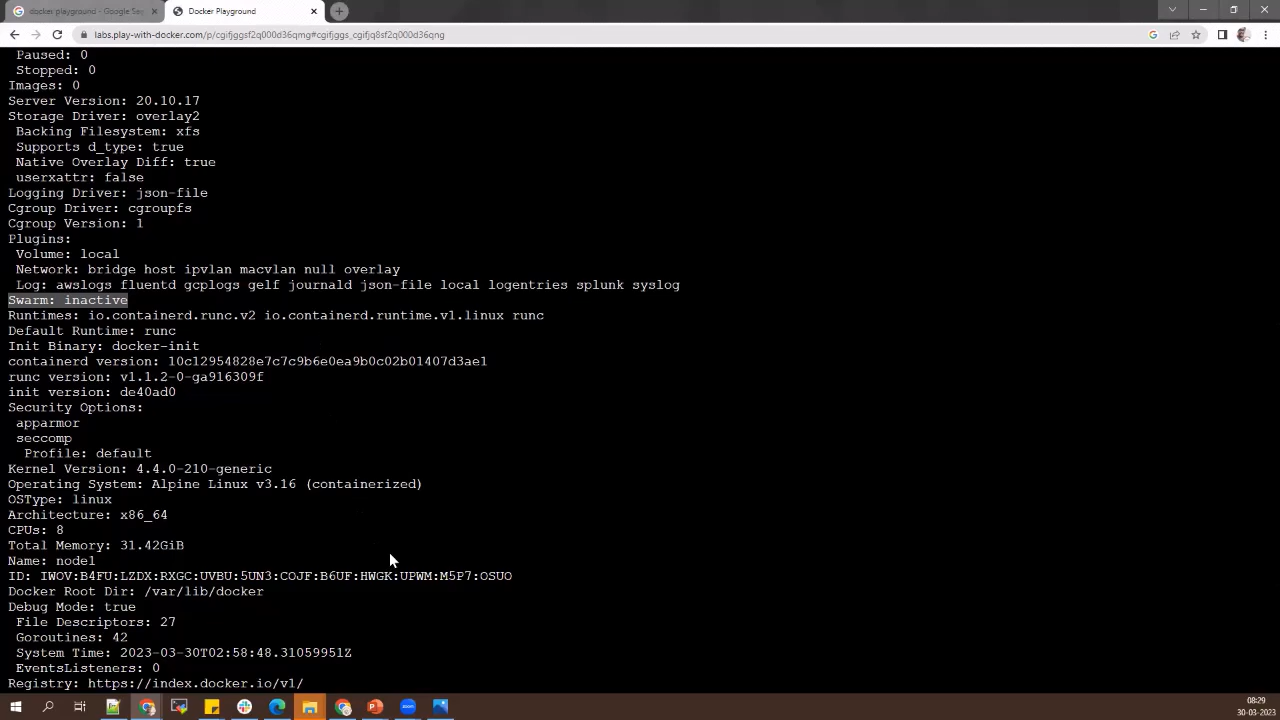 docker playground - Google Sea
Docker Playground
labs.play-with-docker.com/p/cgifjggsf2q000d36qmg#cgifjggs_cgifjq8sf2q000d36qng
Paused: 0
Stopped: 0
Images: 0
Server Version: 20.10.17
Storage Driver: overlay2
Backing Filesystem: xfs
Supports d_type: true
Native Overlay Diff: true
userxattr: false
Logging Driver: json-file
Cgroup Driver: cgroupfs
Cgroup Version: 1
Plugins:
Volume: local
Network: bridge host ipvlan macvlan null overlay
Log: awslogs fluentd gcplogs gelf journald json-file local logentries splunk syslog
Swarm: inactive
Runtimes: io.containerd.runc.v2 io.containerd.runtime.v1.linux runc
Default Runtime: runc
Init Binary: docker-init
containerd version: 10c12954828e7c7c9b6e0ea9b0c02b01407d3ae1
runc version: v1.1.2-0-ga916309f
init version: de40ad0
Security Options:
apparmor
seccomp
Profile: default
Kernel Version: 4.4.0-210-generic
Operating System: Alpine Linux v3.16 (containerized)
OSType: linux
Architecture: x86_64
CPUs: 8
Total Memory: 31.42GiB
Name: node1
ID: IWOV:B4FU:LZDX:RXGC:UVBU:5UN3:COJF:B6UF:HWGK:UPWM:M5P7:OSUO
Docker Root Dir: /var/lib/docker
Debug Mode: true
File Descriptors: 27
Goroutines: 42
System Time: 2023-03-30T02:58:48.31059951Z
EventsListeners: 0
Registry: https://index.docker.io/v1/
08:29
30-03-2023